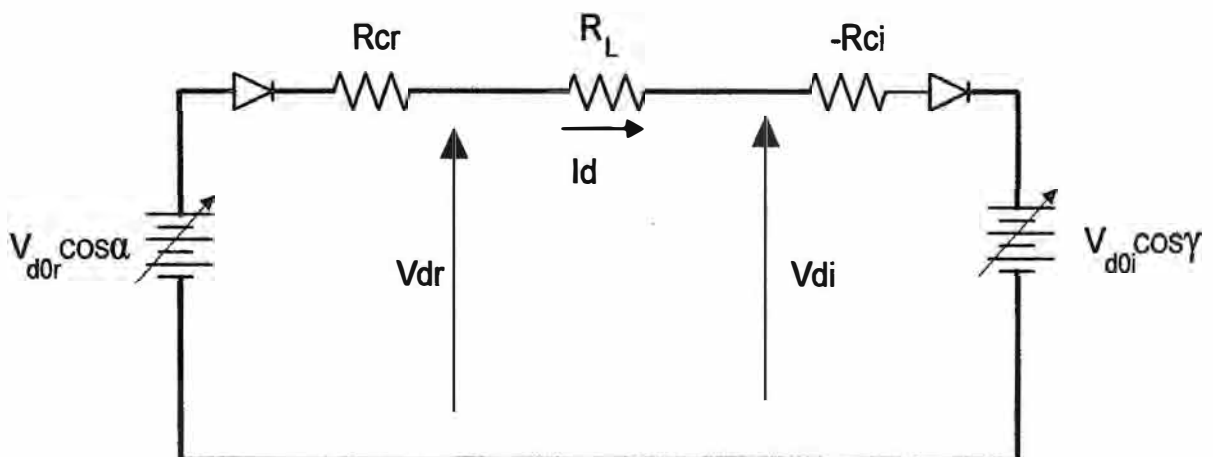 Rcr
R_L
-Rci
Id
V_d0r cosα
Vdr
Vdi
V_d0i cosγ